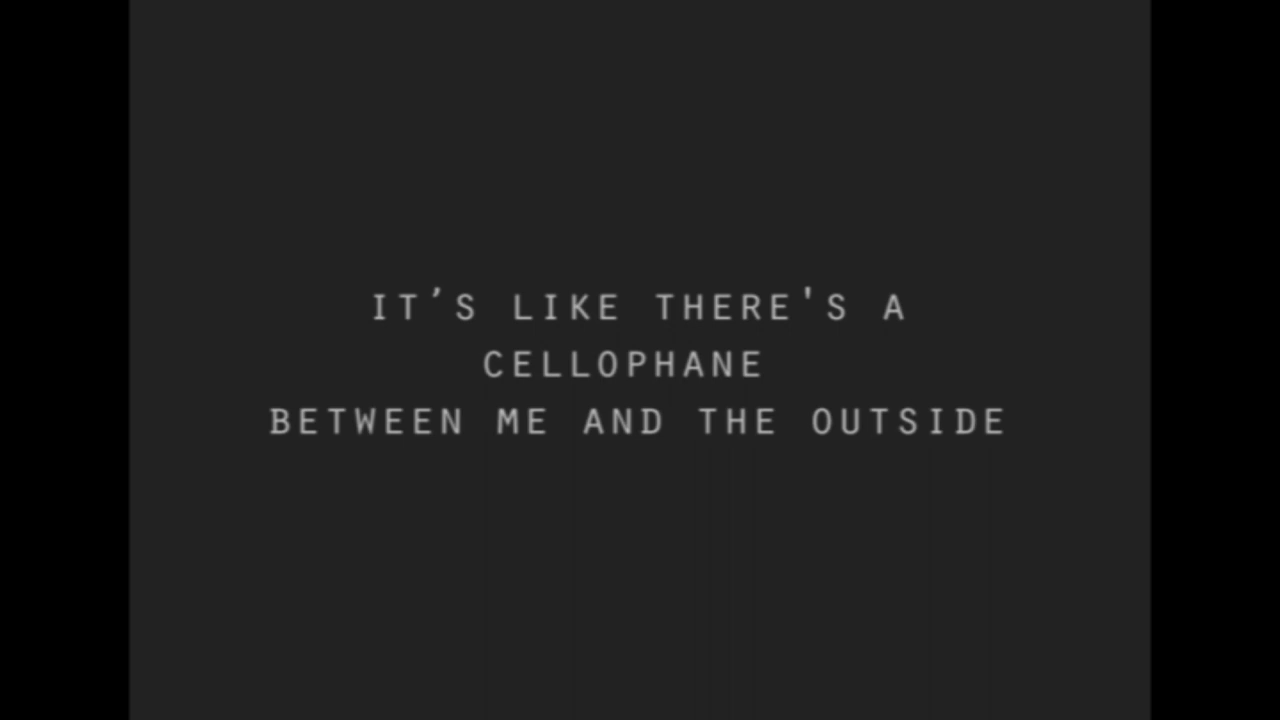 IT’S LIKE THERE'S A
CELLOPHANE
BETWEEN ME AND THE OUTSIDE